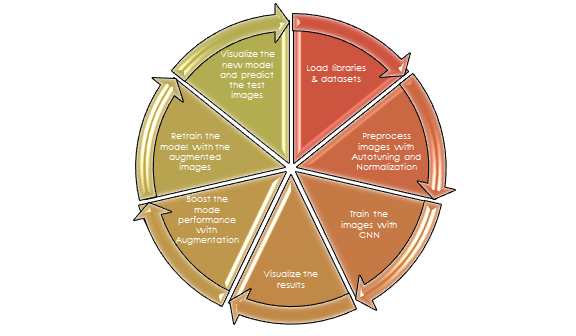 Load libraries
& datasets
Preprocess
images with
Autotuning and
Normalization
Train the
images with
CNN
Visualize the
results
Boost the
mode
performance
with
Augmentation
Retrain the
model with the
augmented
images
Visualize the
new model
and predict
the test
images